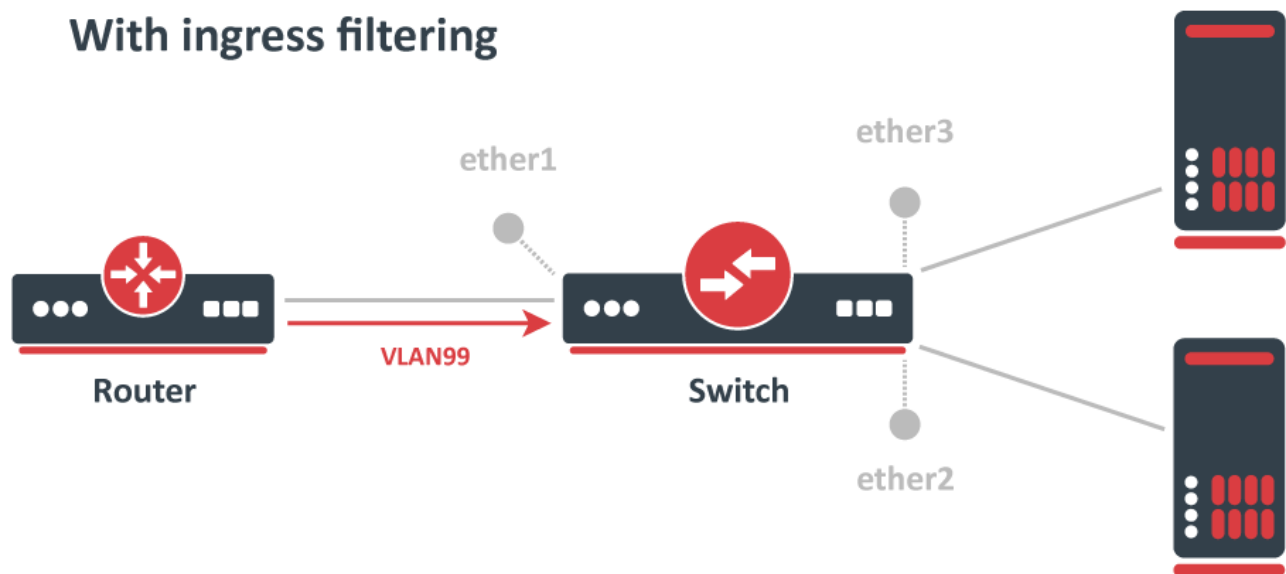 With ingress filtering
ether3
ether1
VLAN99
Router
Switch
ether2